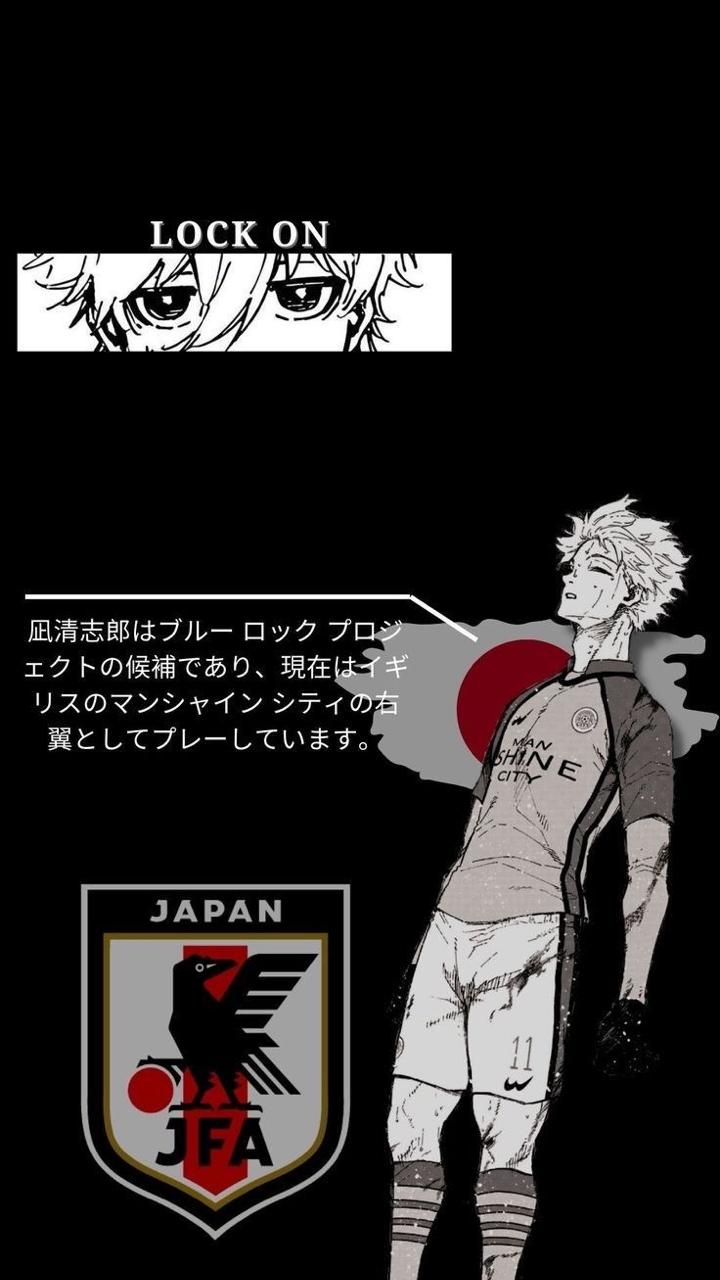 LOCK ON
凪清志郎はブルー ロック プロジ
ェクトの候補であり、現在はイギ
リスのマンシャイン シティの右
翼としてプレーしています。
MAN
SHINE
CITY
11
JAPAN
JFA